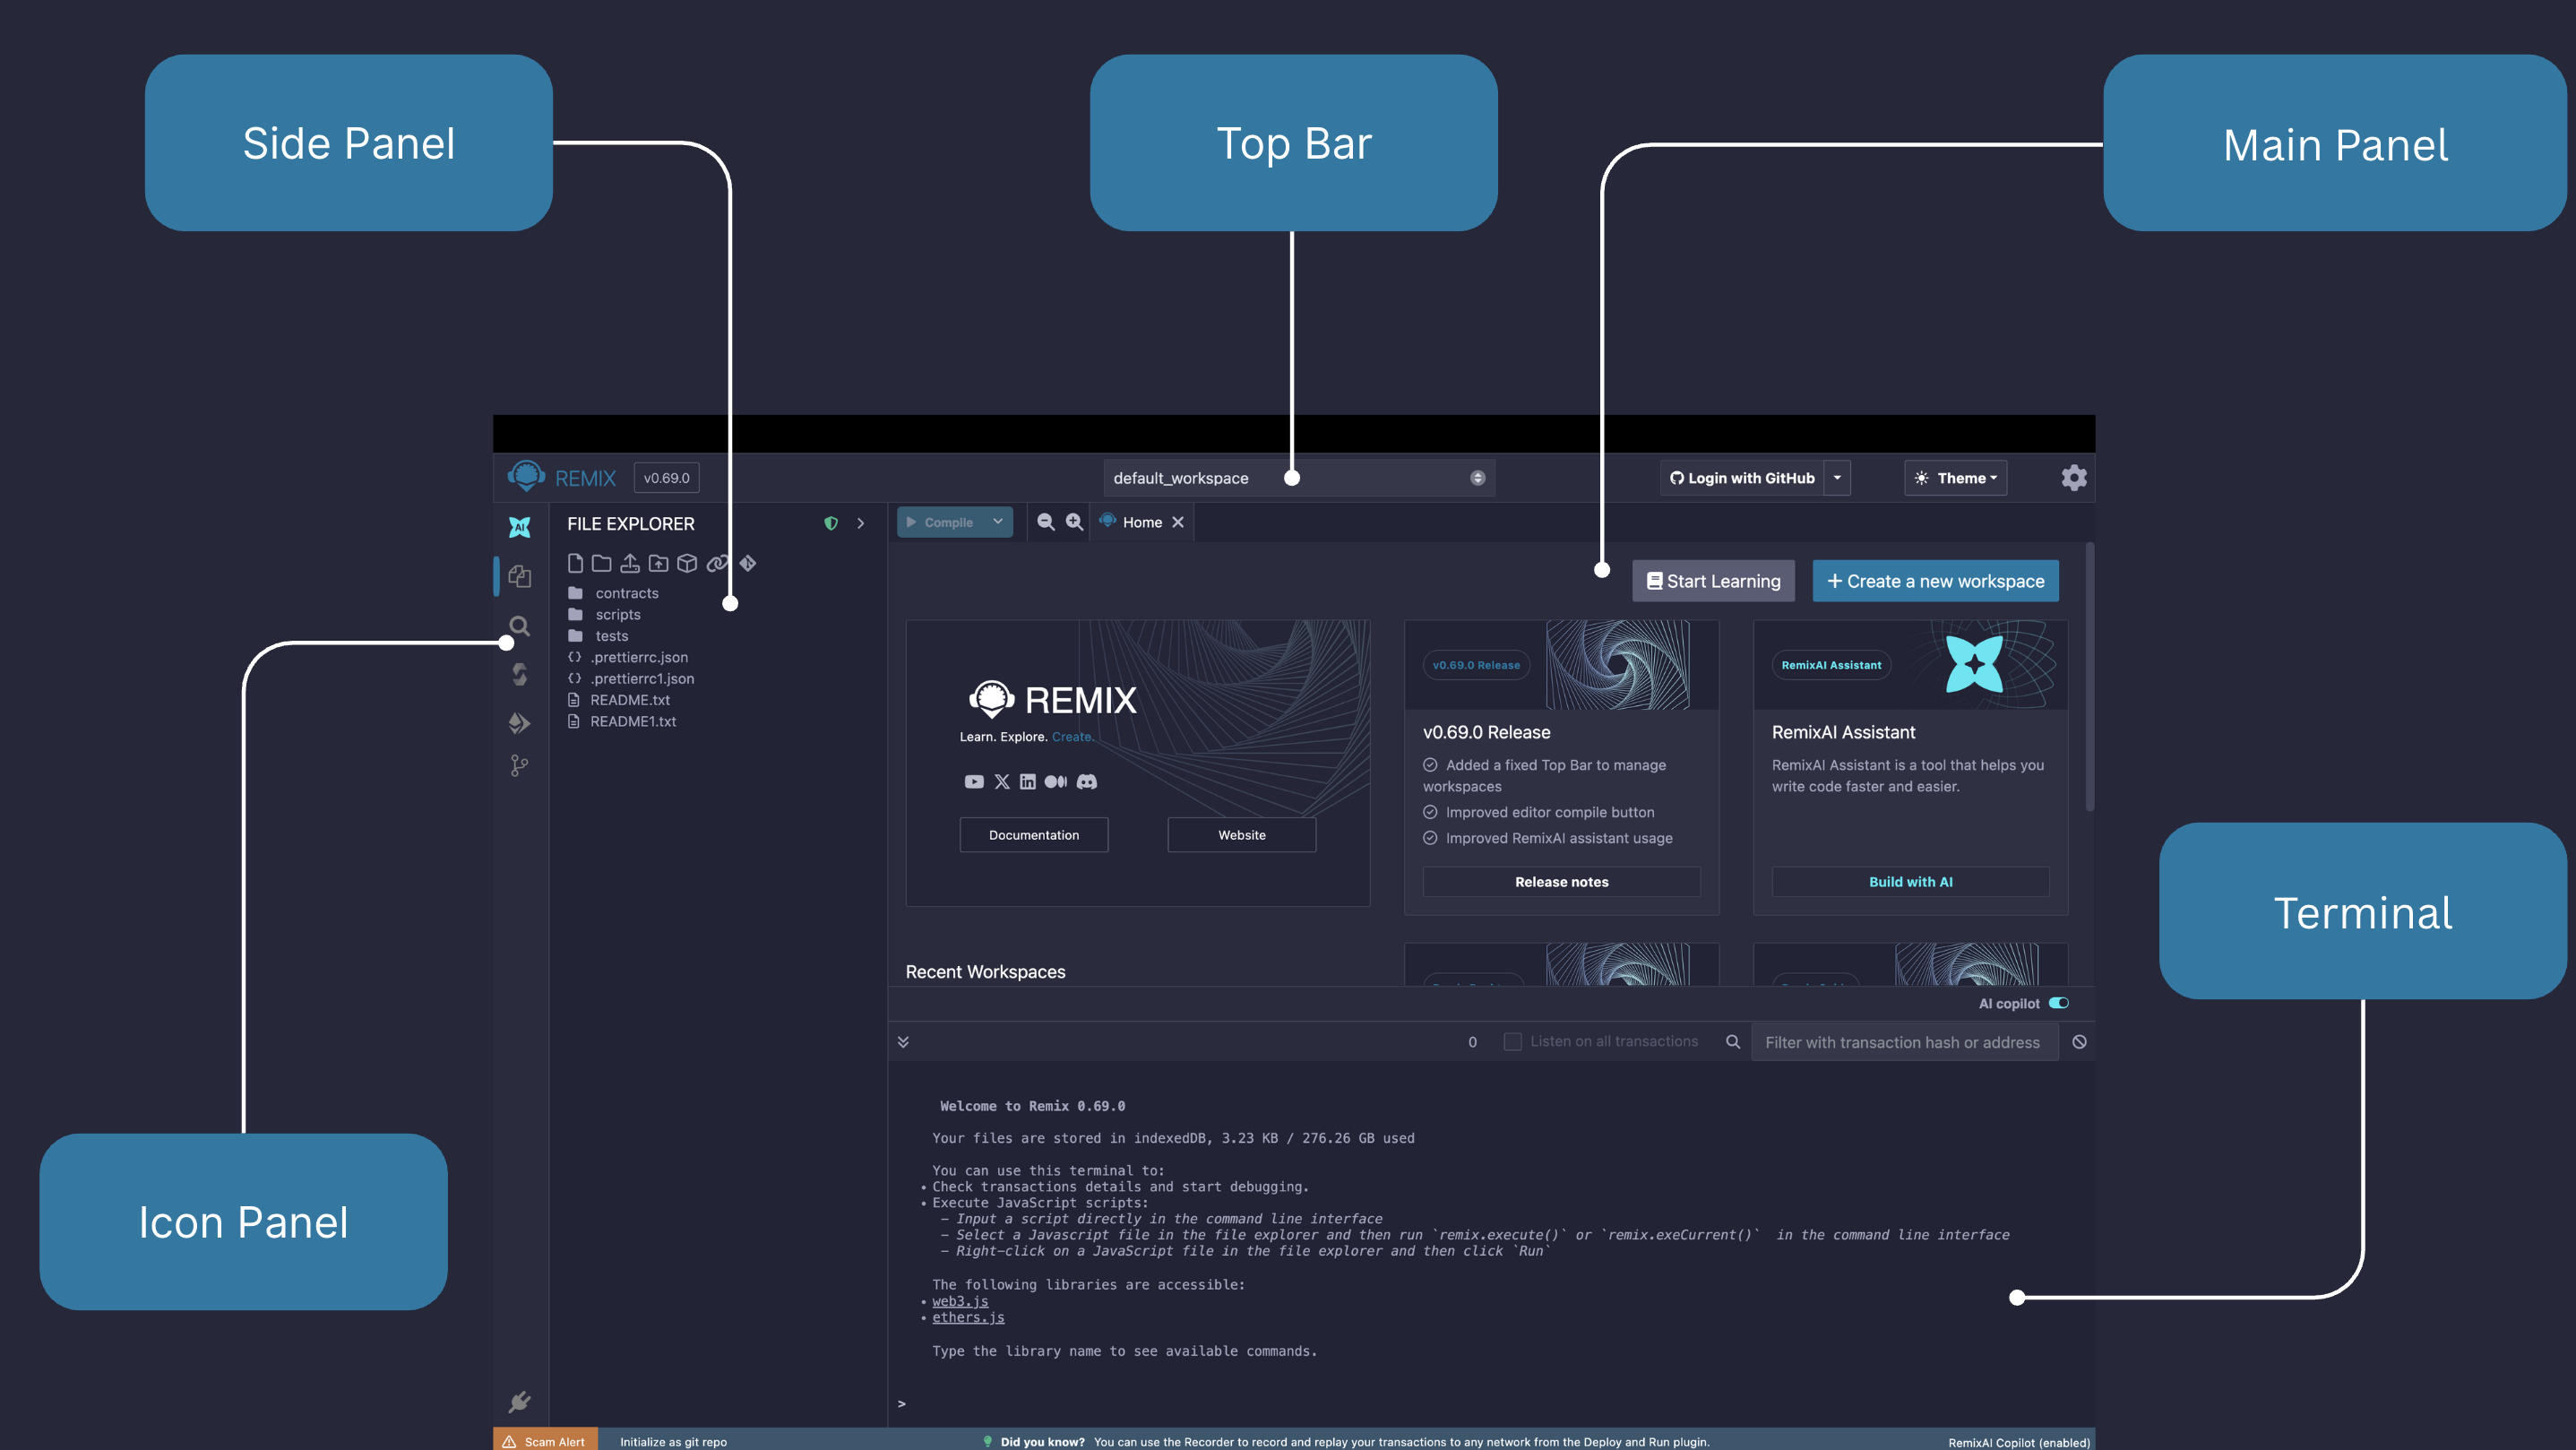 Side Panel
Top Bar
Main Panel
REMIX v0.69.0
default_workspace
Login with GitHub
Theme
AI
FILE EXPLORER
Compile
Home
contracts
scripts
tests
.prettierrc.json
.prettierrc1.json
README.txt
README1.txt
Start Learning
+ Create a new workspace
REMIX
Learn. Explore. Create.
Documentation
Website
v0.69.0 Release
v0.69.0 Release
Added a fixed Top Bar to manage
workspaces
Improved editor compile button
Improved RemixAI assistant usage
Release notes
RemixAI Assistant
RemixAI Assistant
RemixAI Assistant is a tool that helps you
write code faster and easier.
Build with AI
Recent Workspaces
AI copilot
0
Listen on all transactions
Filter with transaction hash or address
Welcome to Remix 0.69.0
Your files are stored in indexedDB, 3.23 KB / 276.26 GB used
You can use this terminal to:
• Check transactions details and start debugging.
• Execute JavaScript scripts:
– Input a script directly in the command line interface
– Select a Javascript file in the file explorer and then run `remix.execute()` or `remix.exeCurrent()` in the command line interface
– Right-click on a JavaScript file in the file explorer and then click `Run`
The following libraries are accessible:
• web3.js
• ethers.js
Type the library name to see available commands.
>
Terminal
Icon Panel
Scam Alert
Initialize as git repo
Did you know? You can use the Recorder to record and replay your transactions to any network from the Deploy and Run plugin.
RemixAI Copilot (enabled)